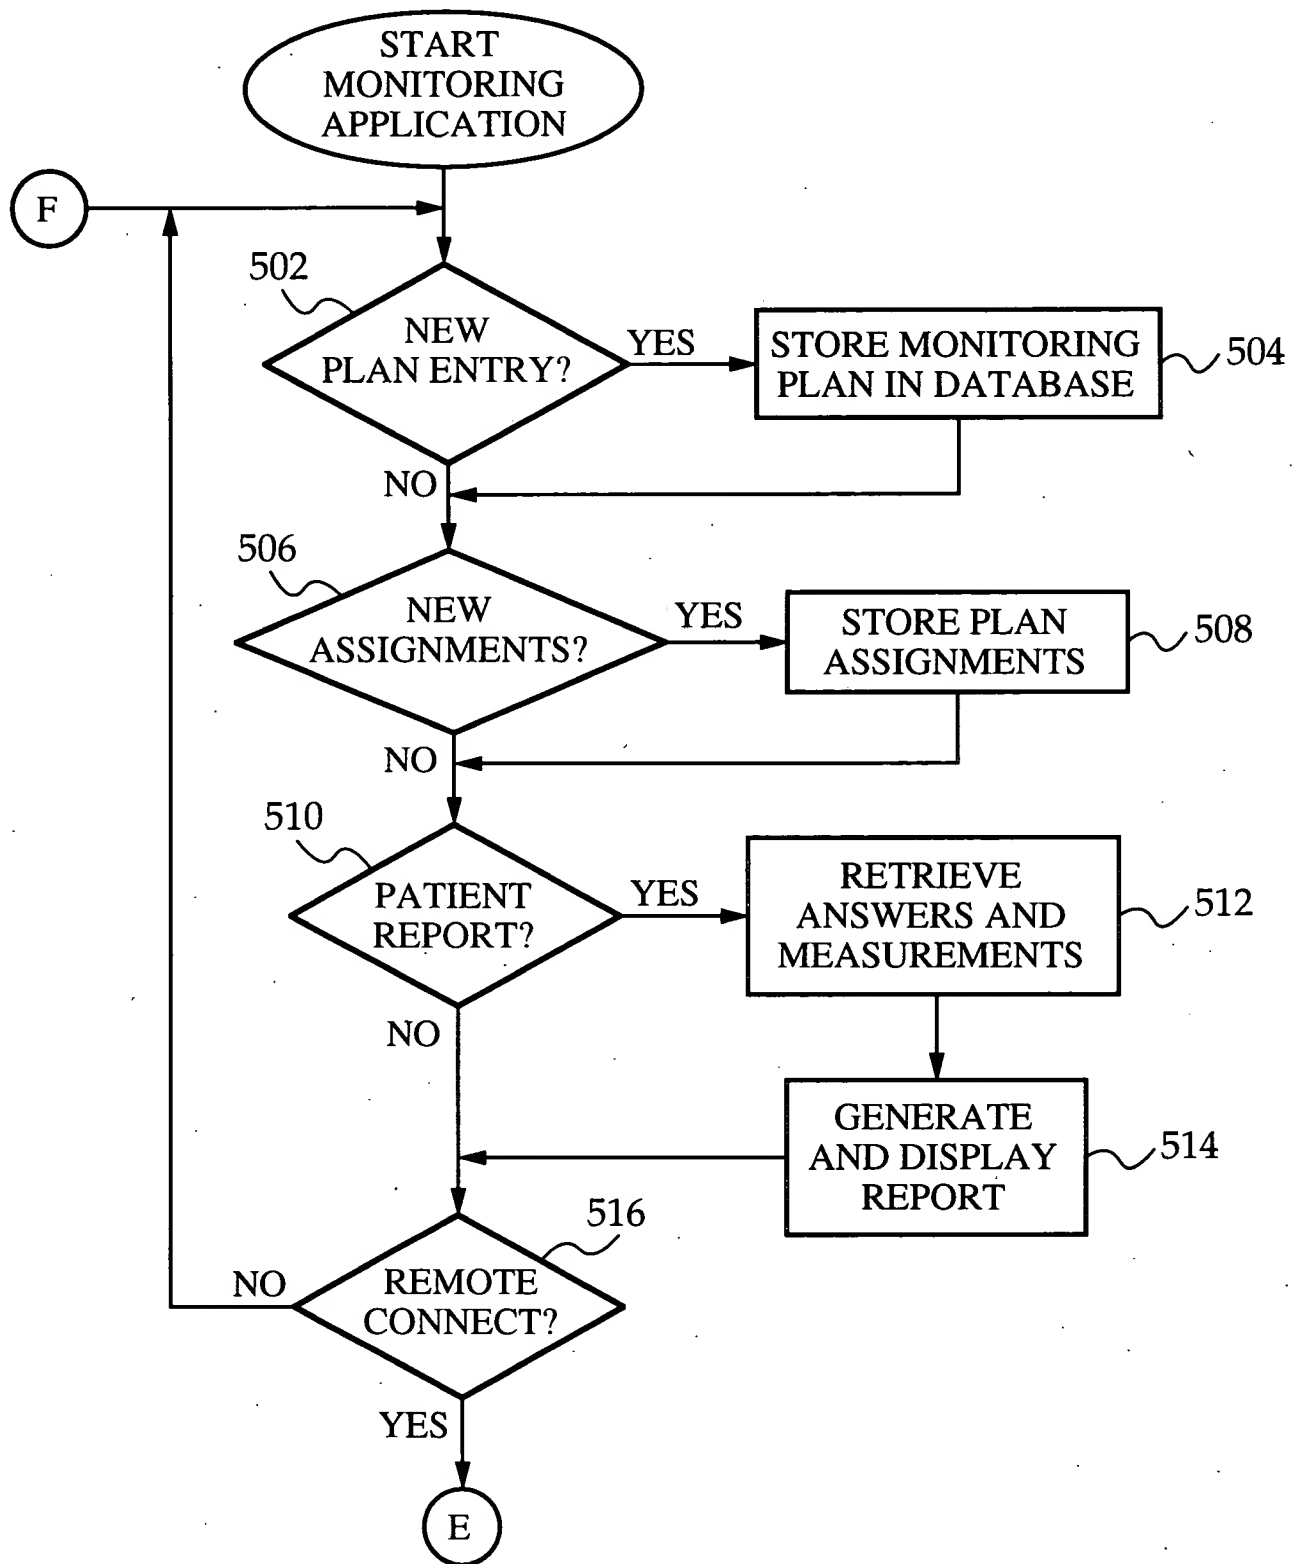 START
MONITORING
APPLICATION
F
502
NEW
PLAN ENTRY?
YES
STORE MONITORING
PLAN IN DATABASE
504
NO
506
NEW
ASSIGNMENTS?
YES
STORE PLAN
ASSIGNMENTS
508
NO
510
PATIENT
REPORT?
YES
RETRIEVE
ANSWERS AND
MEASUREMENTS
512
NO
GENERATE
AND DISPLAY
REPORT
514
516
REMOTE
CONNECT?
NO
YES
E